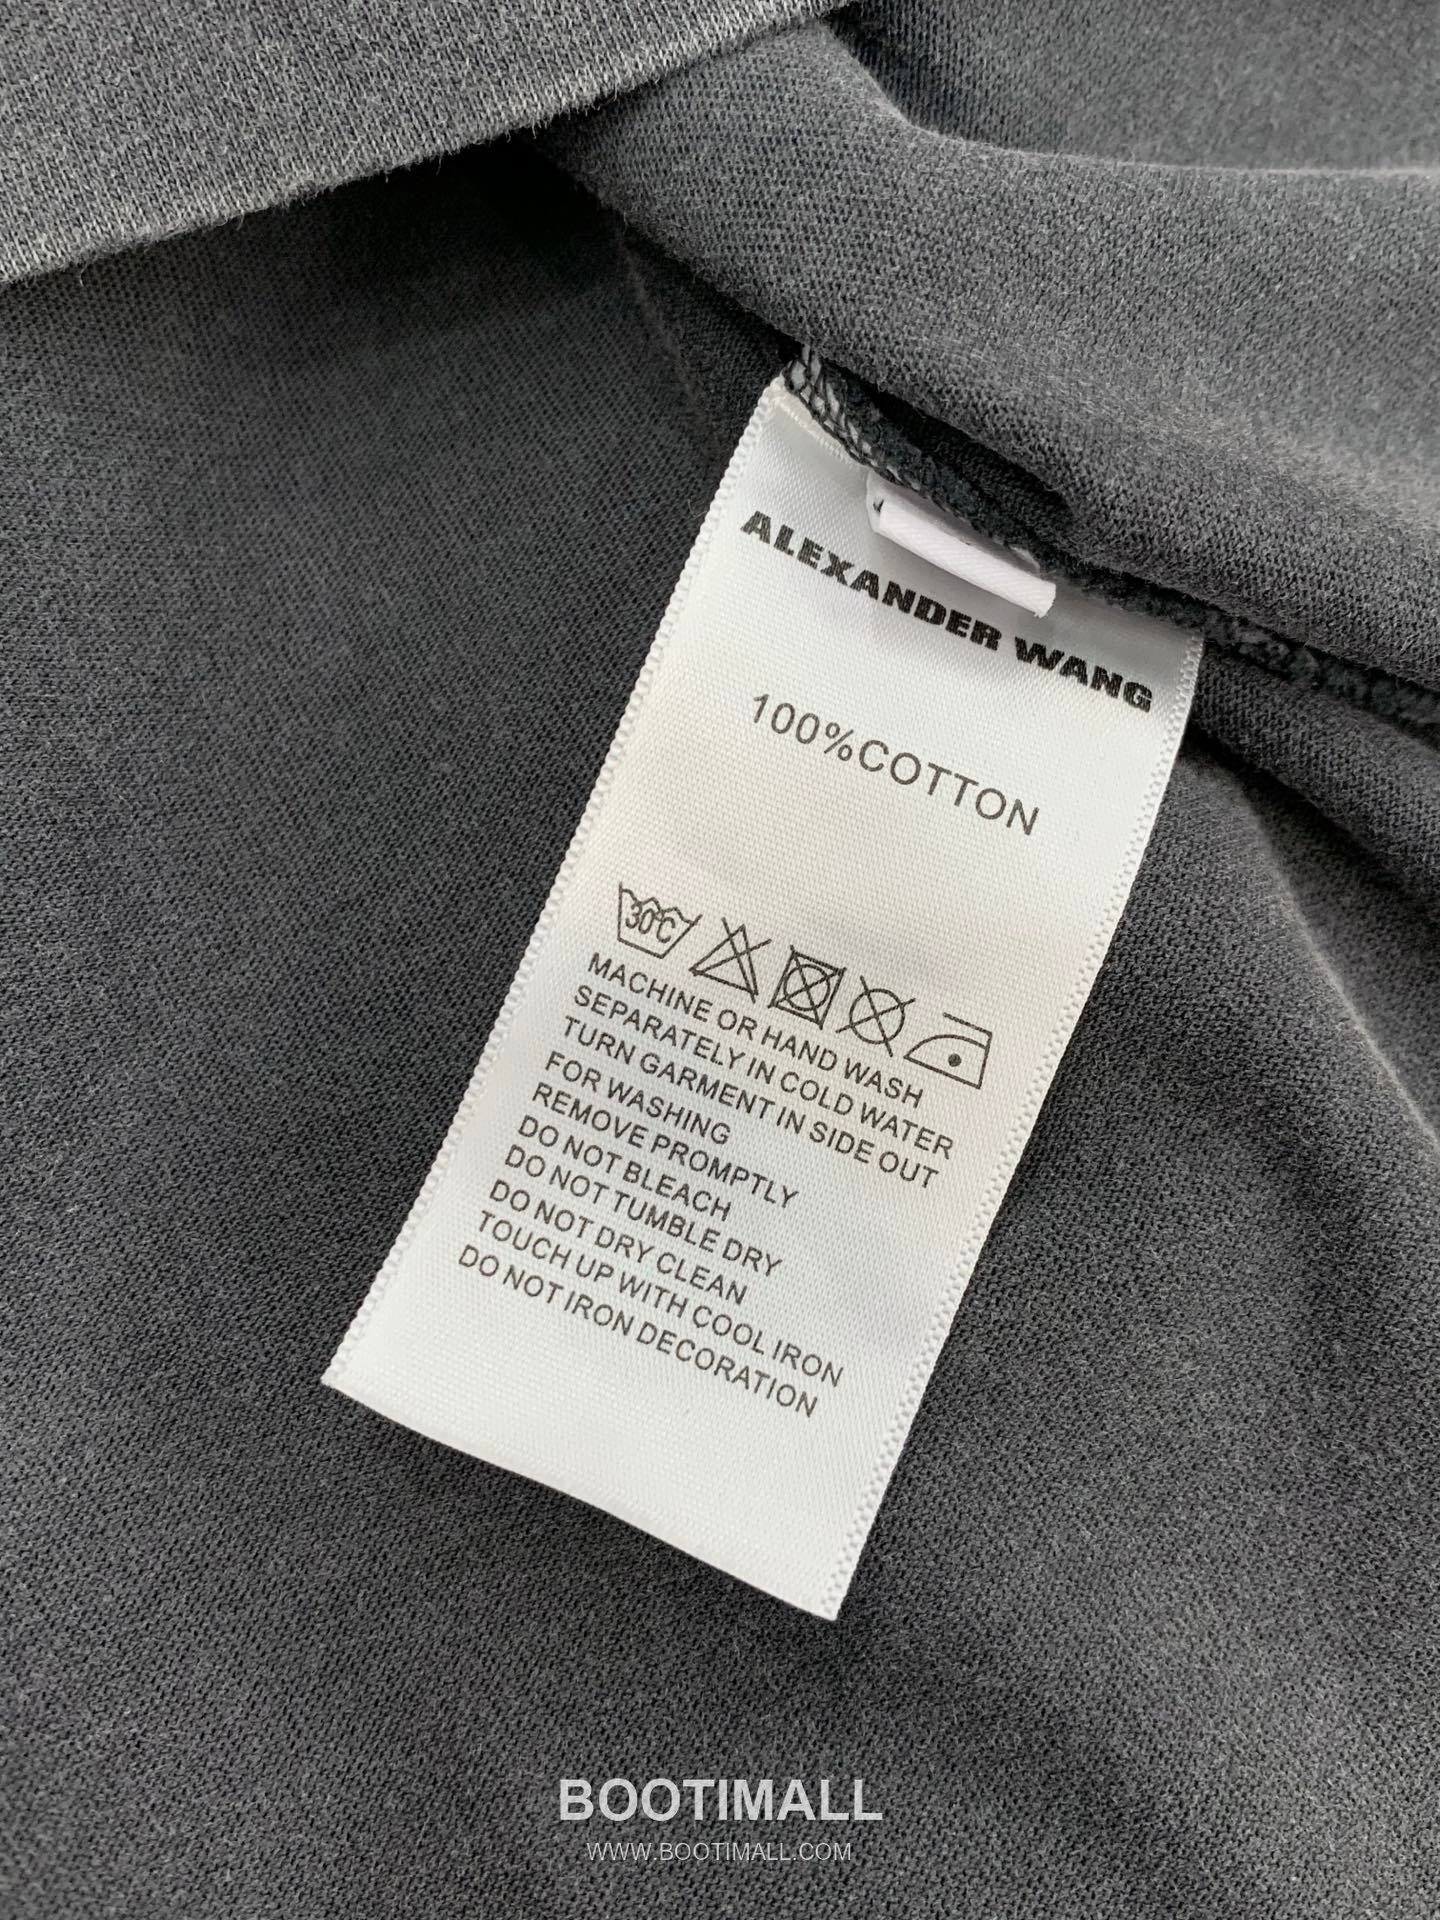 ALEXANDER WANG
100%COTTON
30°C
MACHINE OR HAND WASH
SEPARATELY IN COLD WATER
TURN GARMENT IN SIDE OUT
FOR WASHING
REMOVE PROMPTLY
DO NOT BLEACH
DO NOT TUMBLE DRY
DO NOT DRY CLEAN
TOUCH UP WITH COOL IRON
DO NOT IRON DECORATION
BOOTIMALL
WWW.BOOTIMALL.COM